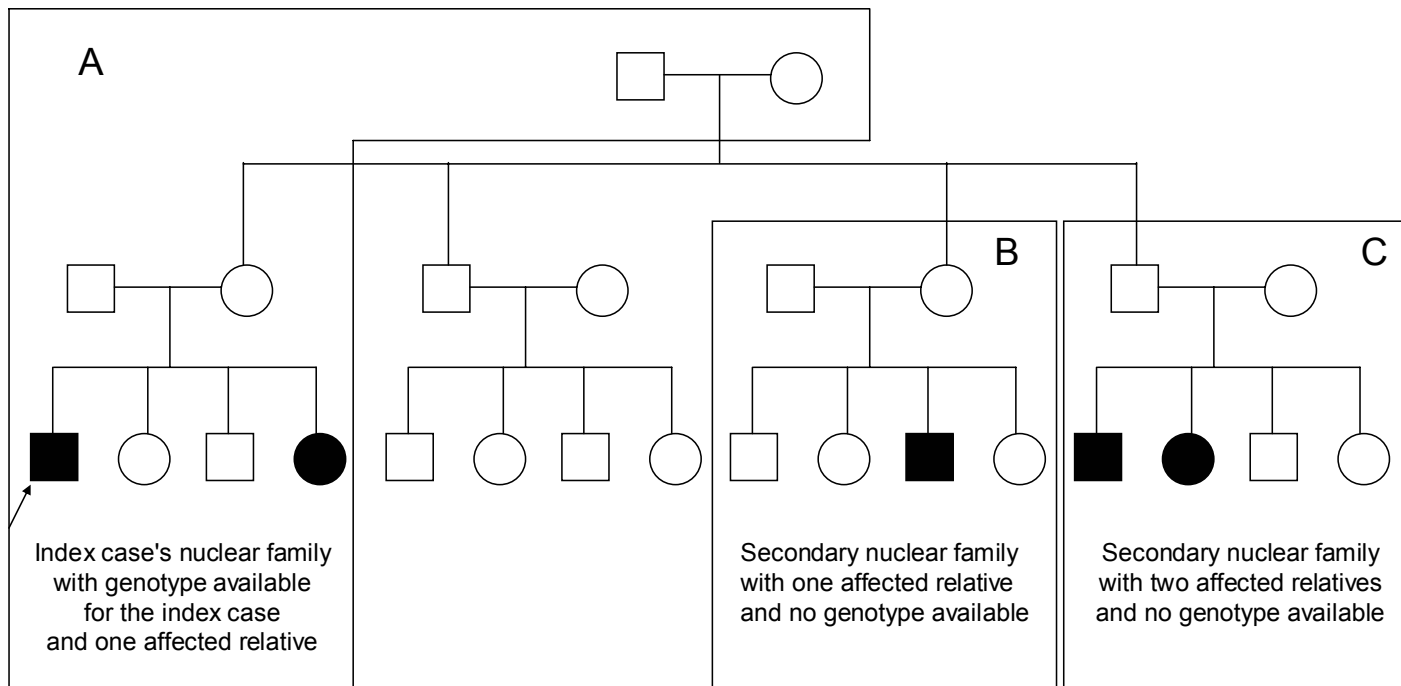 A
B
C
Index case's nuclear family
with genotype available
for the index case
and one affected relative
Secondary nuclear family
with one affected relative
and no genotype available
Secondary nuclear family
with two affected relatives
and no genotype available